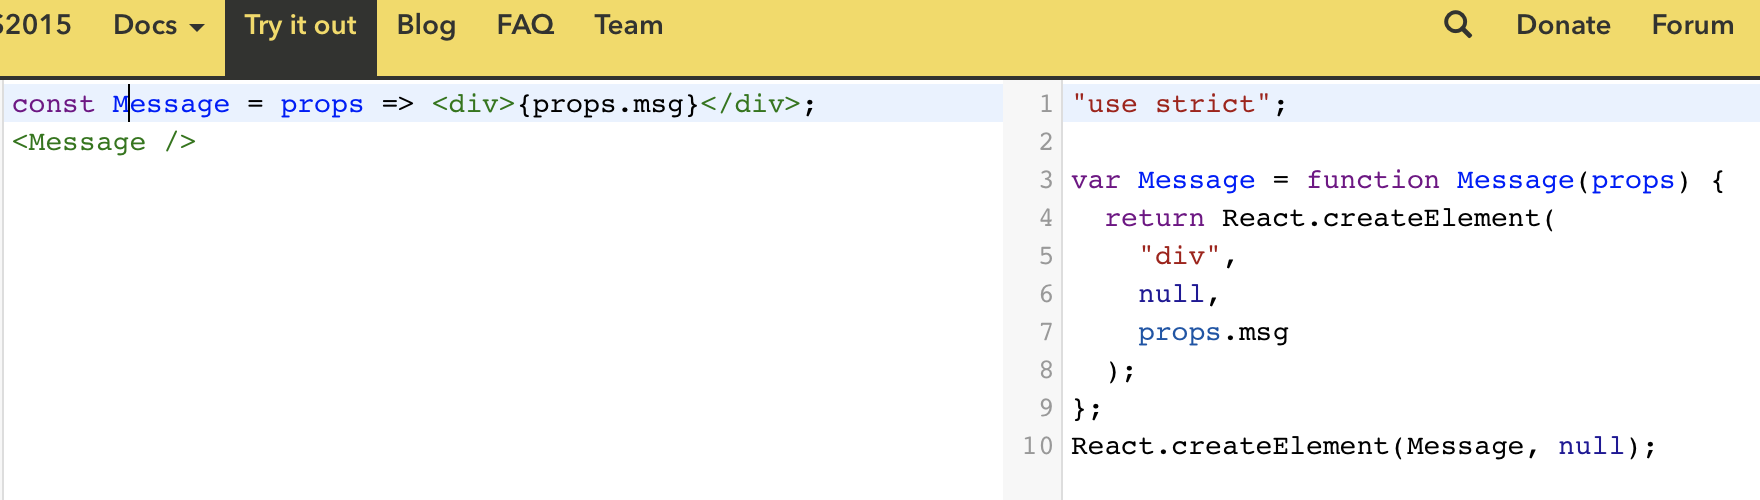 S2015 Docs Try it out Blog FAQ Team Donate Forum
const Message = props => <div>{props.msg}</div>;
<Message />
1 "use strict";
2
3 var Message = function Message(props) {
4 return React.createElement(
5 "div",
6 null,
7 props.msg
8 );
9 };
10 React.createElement(Message, null);